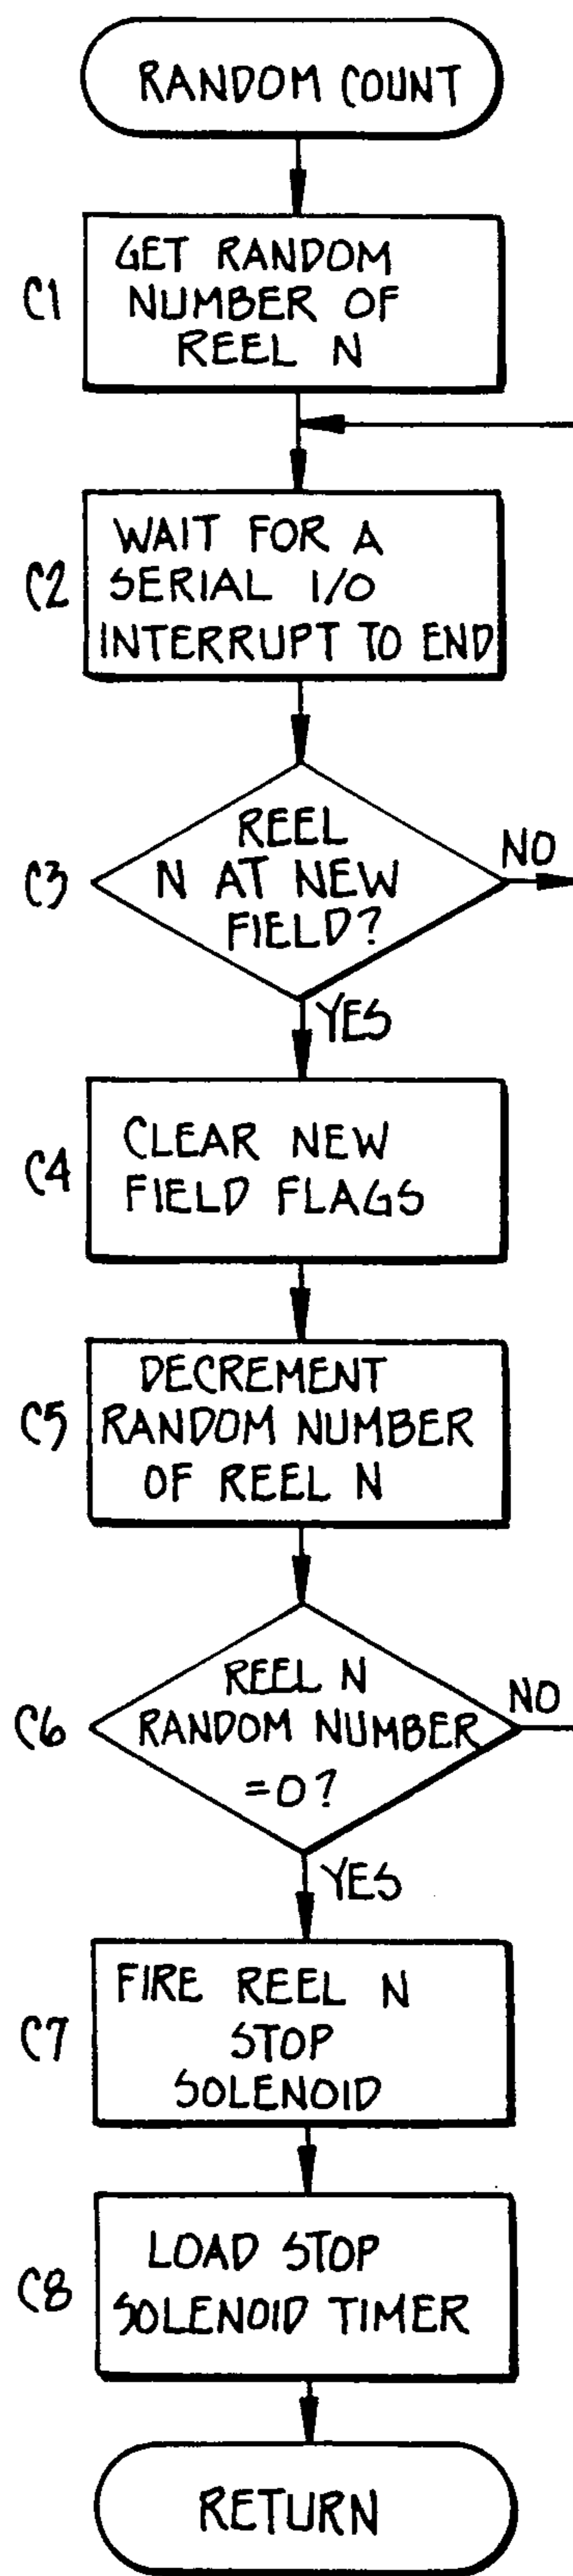 RANDOM COUNT
C1
GET RANDOM
NUMBER OF
REEL N
C2
WAIT FOR A
SERIAL I/O
INTERRUPT TO END
C3
REEL
N AT NEW
FIELD?
NO
YES
C4
CLEAR NEW
FIELD FLAGS
C5
DECREMENT
RANDOM NUMBER
OF REEL N
C6
REEL N
RANDOM NUMBER
=0?
NO
YES
C7
FIRE REEL N
STOP
SOLENOID
C8
LOAD STOP
SOLENOID TIMER
RETURN